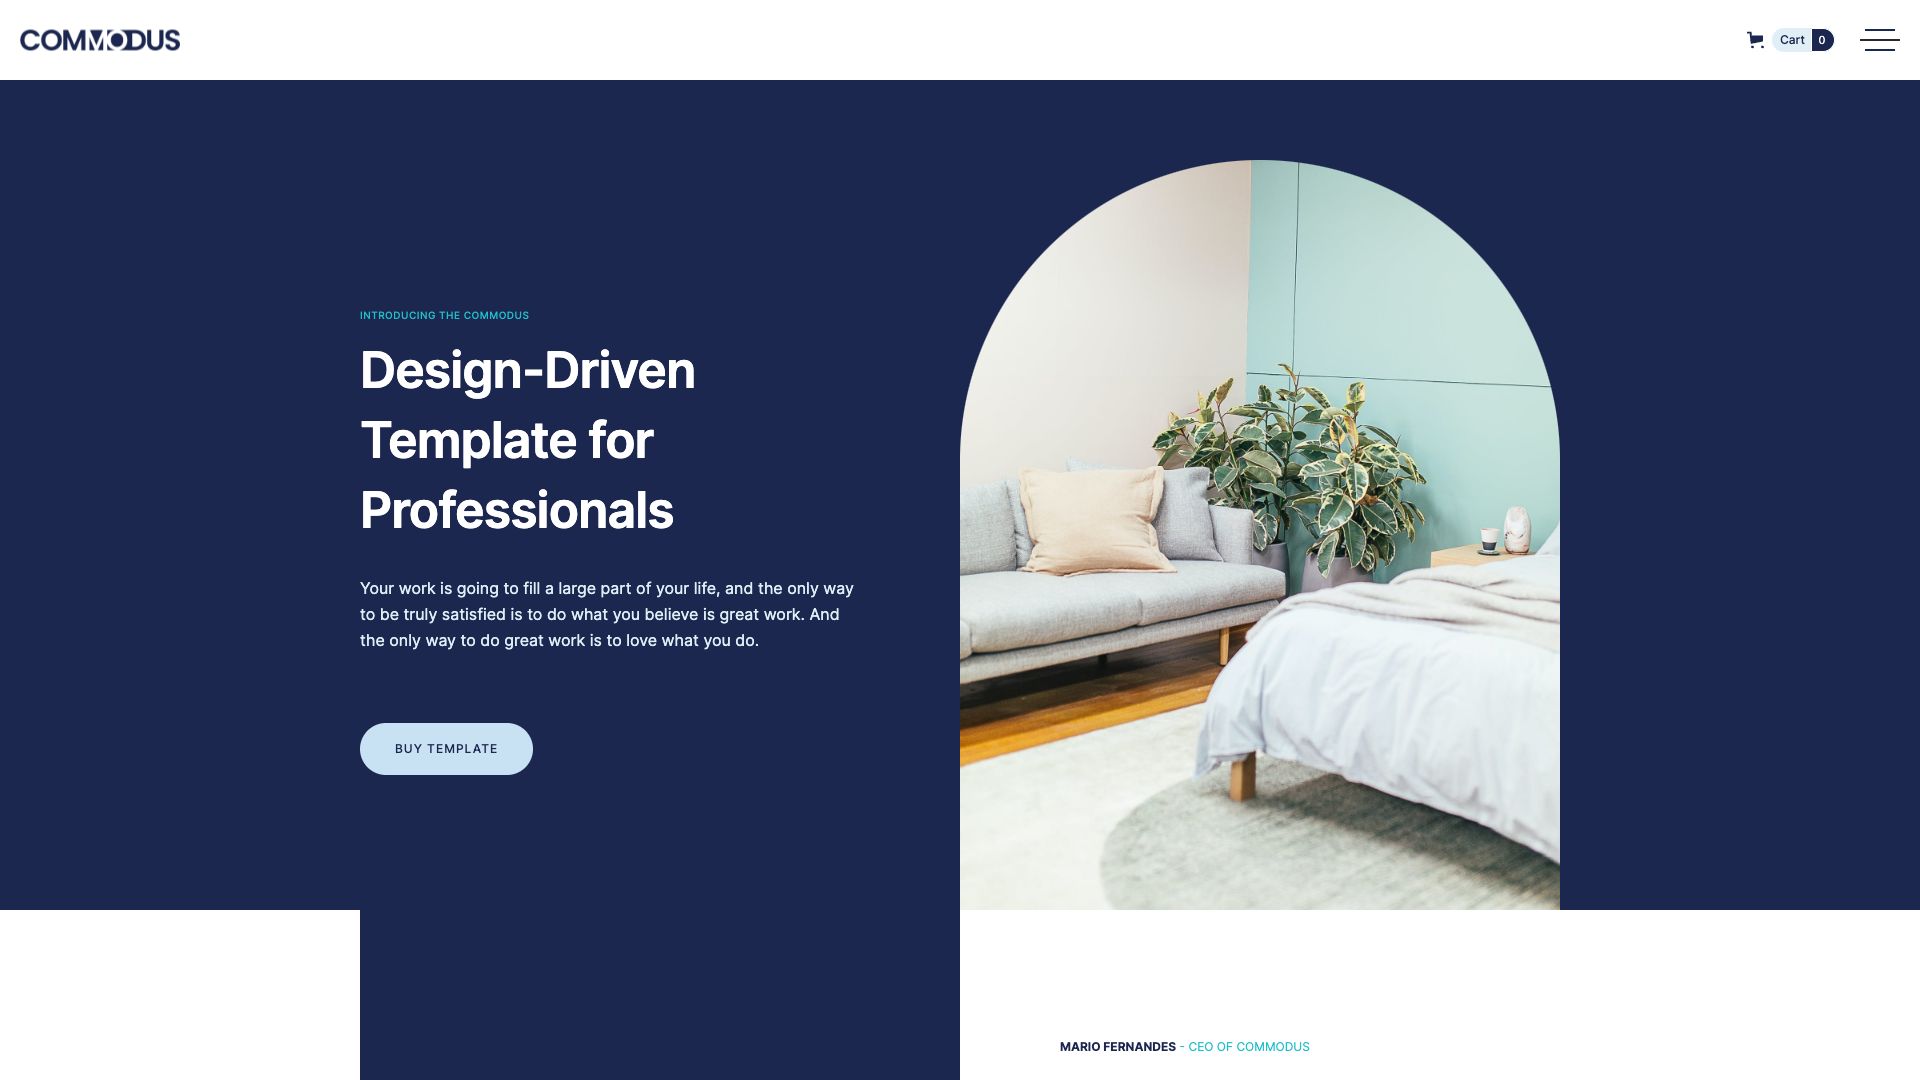 COMMODUS
Cart 0
INTRODUCING THE COMMODUS
Design-Driven
Template for
Professionals
Your work is going to fill a large part of your life, and the only way
to be truly satisfied is to do what you believe is great work. And
the only way to do great work is to love what you do.
BUY TEMPLATE
MARIO FERNANDES - CEO OF COMMODUS